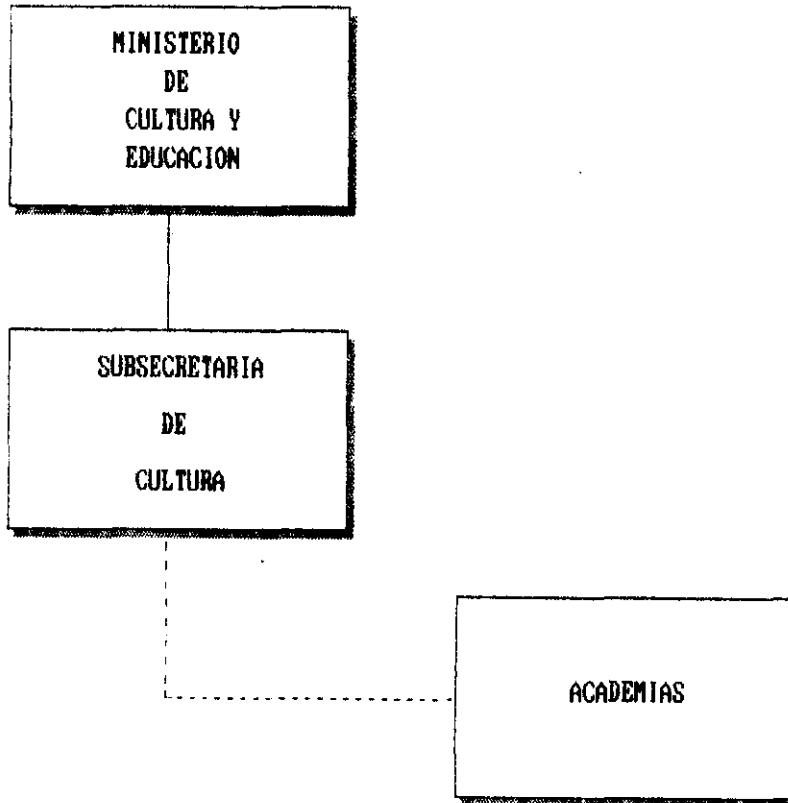 MINISTERIO
DE
CULTURA Y
EDUCACION
SUBSECRETARIA
DE
CULTURA
ACADEMIAS